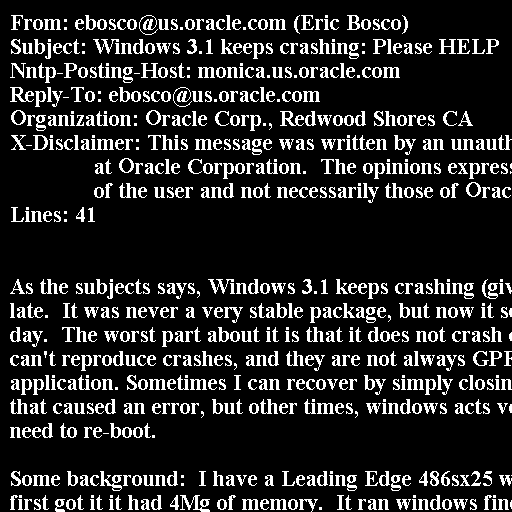 From: ebosco@us.oracle.com (Eric Bosco)
Subject: Windows 3.1 keeps crashing: Please HELP
Nntp-Posting-Host: monica.us.oracle.com
Reply-To: ebosco@us.oracle.com
Organization: Oracle Corp., Redwood Shores CA
X-Disclaimer: This message was written by an unauth
at Oracle Corporation.  The opinions express
of the user and not necessarily those of Orac
Lines: 41
As the subjects says, Windows 3.1 keeps crashing (giv
late.  It was never a very stable package, but now it s
day.  The worst part about it is that it does not crash
can't reproduce crashes, and they are not always GPF
application. Sometimes I can recover by simply closin
that caused an error, but other times, windows acts v
need to re-boot.
Some background:  I have a Leading Edge 486sx25 w
first got it it had 4Mg of memory.  It ran windows fin